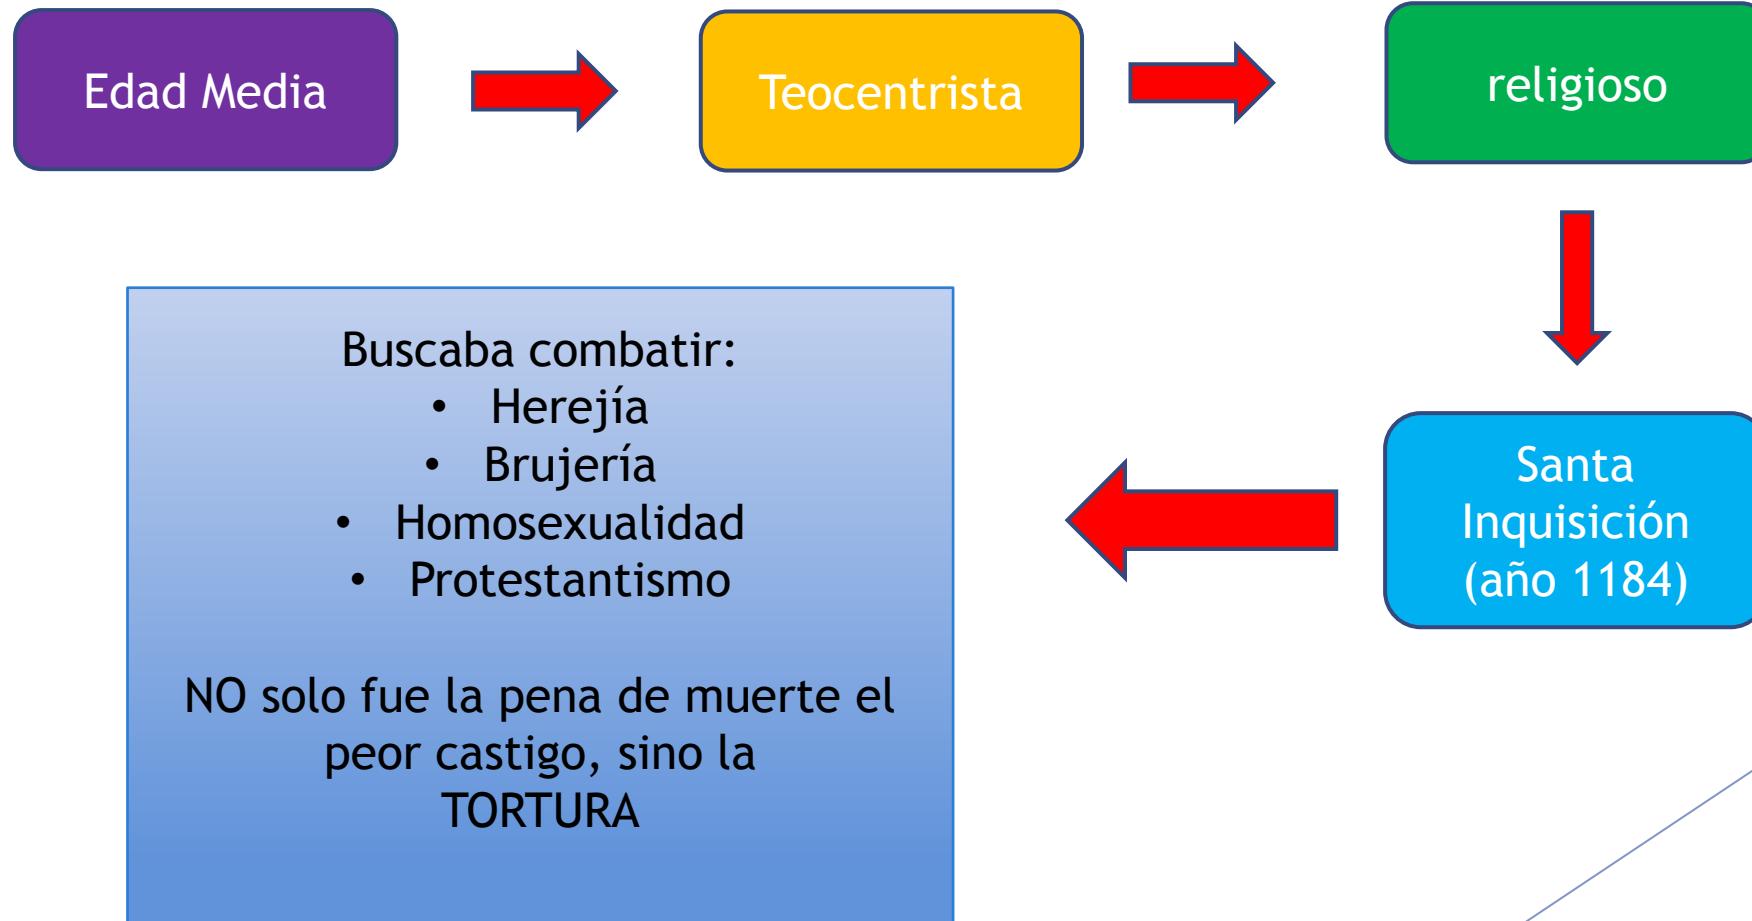 Edad Media
Teocentrista
religioso
Santa
Inquisición
(año 1184)
Buscaba combatir:
• Herejía
• Brujería
• Homosexualidad
• Protestantismo
NO solo fue la pena de muerte el
peor castigo, sino la
TORTURA